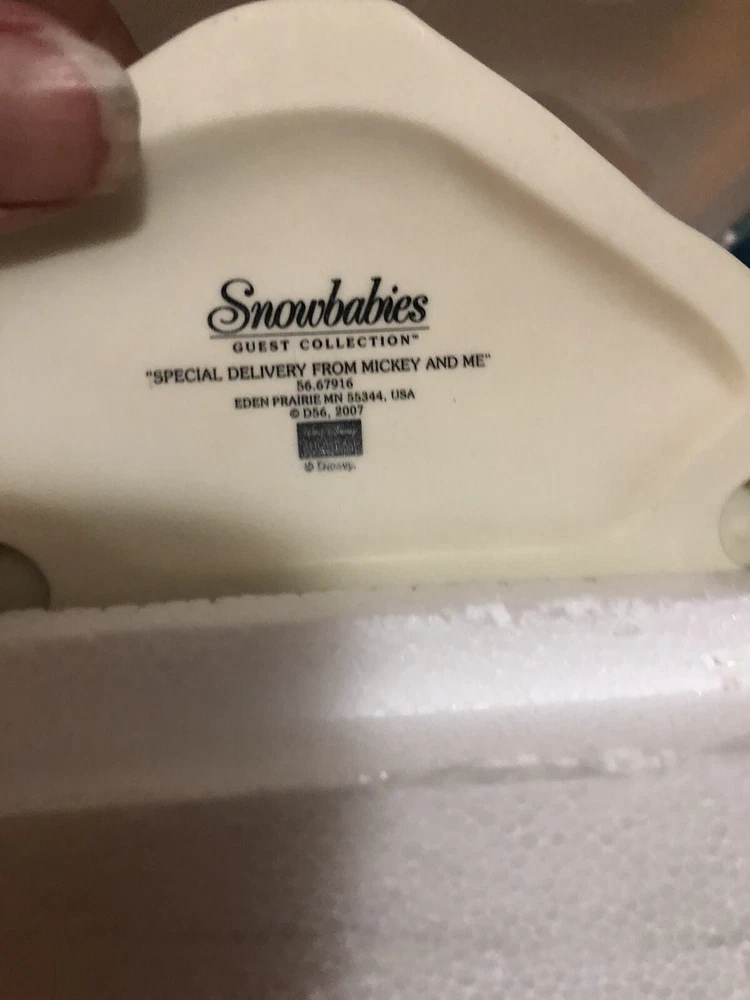 Snowbabies
GUEST COLLECTION™
"SPECIAL DELIVERY FROM MICKEY AND ME"
56.67916
EDEN PRAIRIE MN 55344, USA
© D56, 2007
© Disney